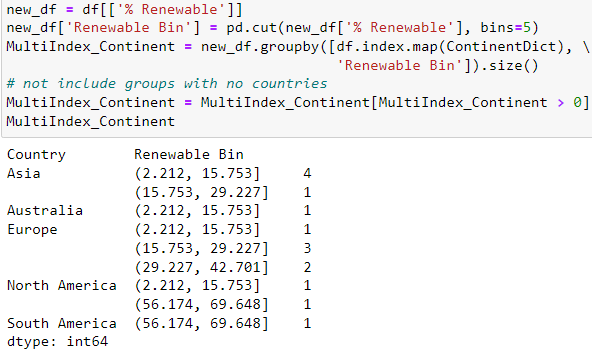 new_df = df[['% Renewable']]
new_df['Renewable Bin'] = pd.cut(new_df['% Renewable'], bins=5)
MultiIndex_Continent = new_df.groupby([df.index.map(ContinentDict), \
                                       'Renewable Bin']).size()
# not include groups with no countries
MultiIndex_Continent = MultiIndex_Continent[MultiIndex_Continent > 0]
MultiIndex_Continent
Country        Renewable Bin
Asia           (2.212, 15.753]     4
               (15.753, 29.227]    1
Australia      (2.212, 15.753]     1
Europe         (2.212, 15.753]     1
               (15.753, 29.227]    3
               (29.227, 42.701]    2
North America  (2.212, 15.753]     1
               (56.174, 69.648]    1
South America  (56.174, 69.648]    1
dtype: int64